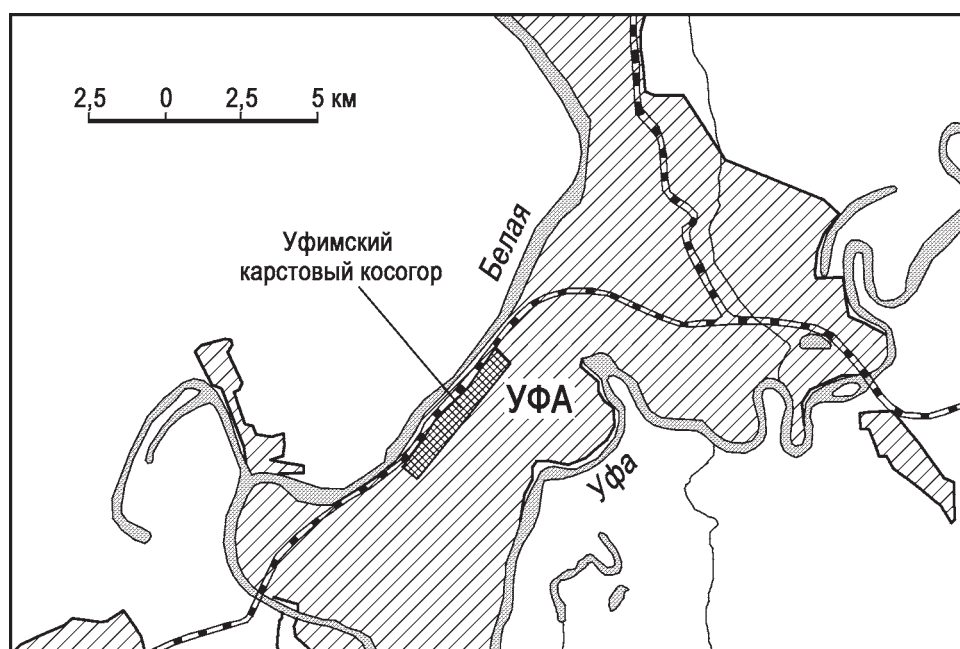 2,5 0 2,5 5 км
Белая
Уфимский
карстовый косогор
УФА
Уфа